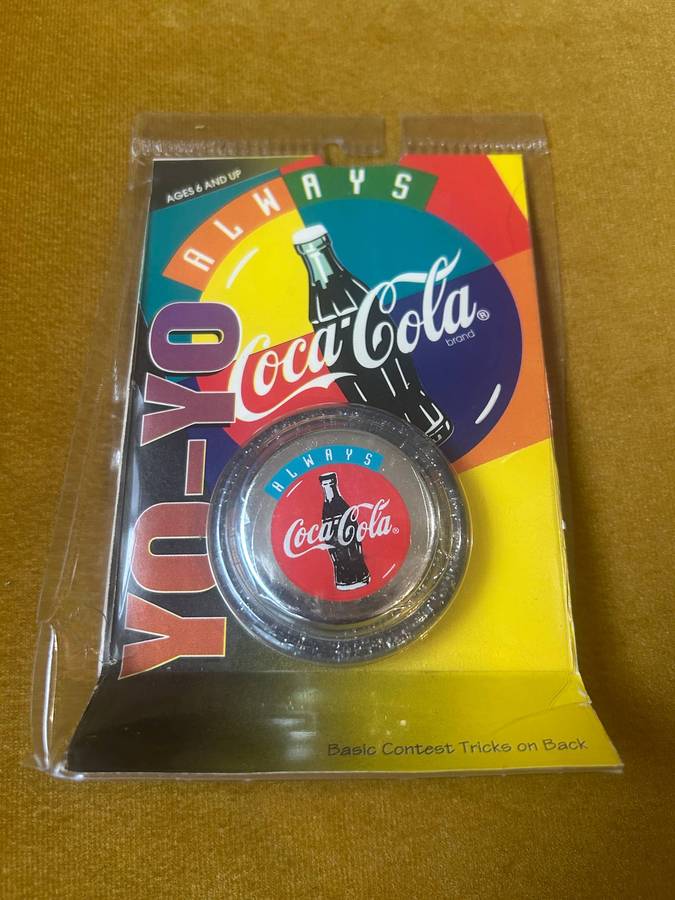 AGES 6 AND UP
ALWAYS
Coca-Cola®
brand
YO-YO
ALWAYS
Coca-Cola®
Basic Contest Tricks on Back